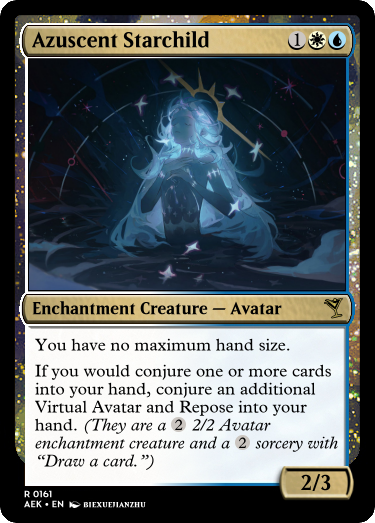 Azuscent Starchild 1
Enchantment Creature — Avatar
You have no maximum hand size.
If you would conjure one or more cards
into your hand, conjure an additional
Virtual Avatar and Repose into your
hand. (They are a 2 2/2 Avatar
enchantment creature and a 2 sorcery with
“Draw a card.”)
2/3
R 0161
AEK • EN BIEXUEJIANZHU